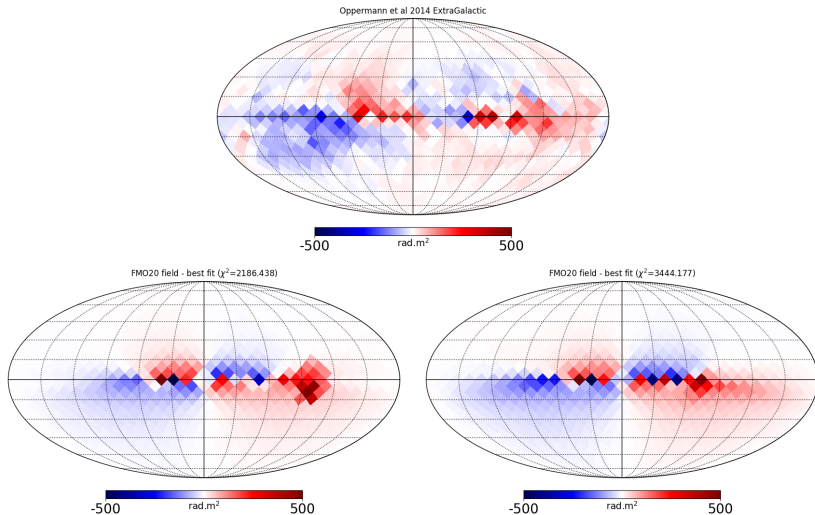 Oppermann et al 2014 ExtraGalactic
-500 rad.m² 500
FMO20 field - best fit (χ²=2186.438) FMO20 field - best fit (χ²=3444.177)
-500 rad.m² 500 -500 rad.m² 500